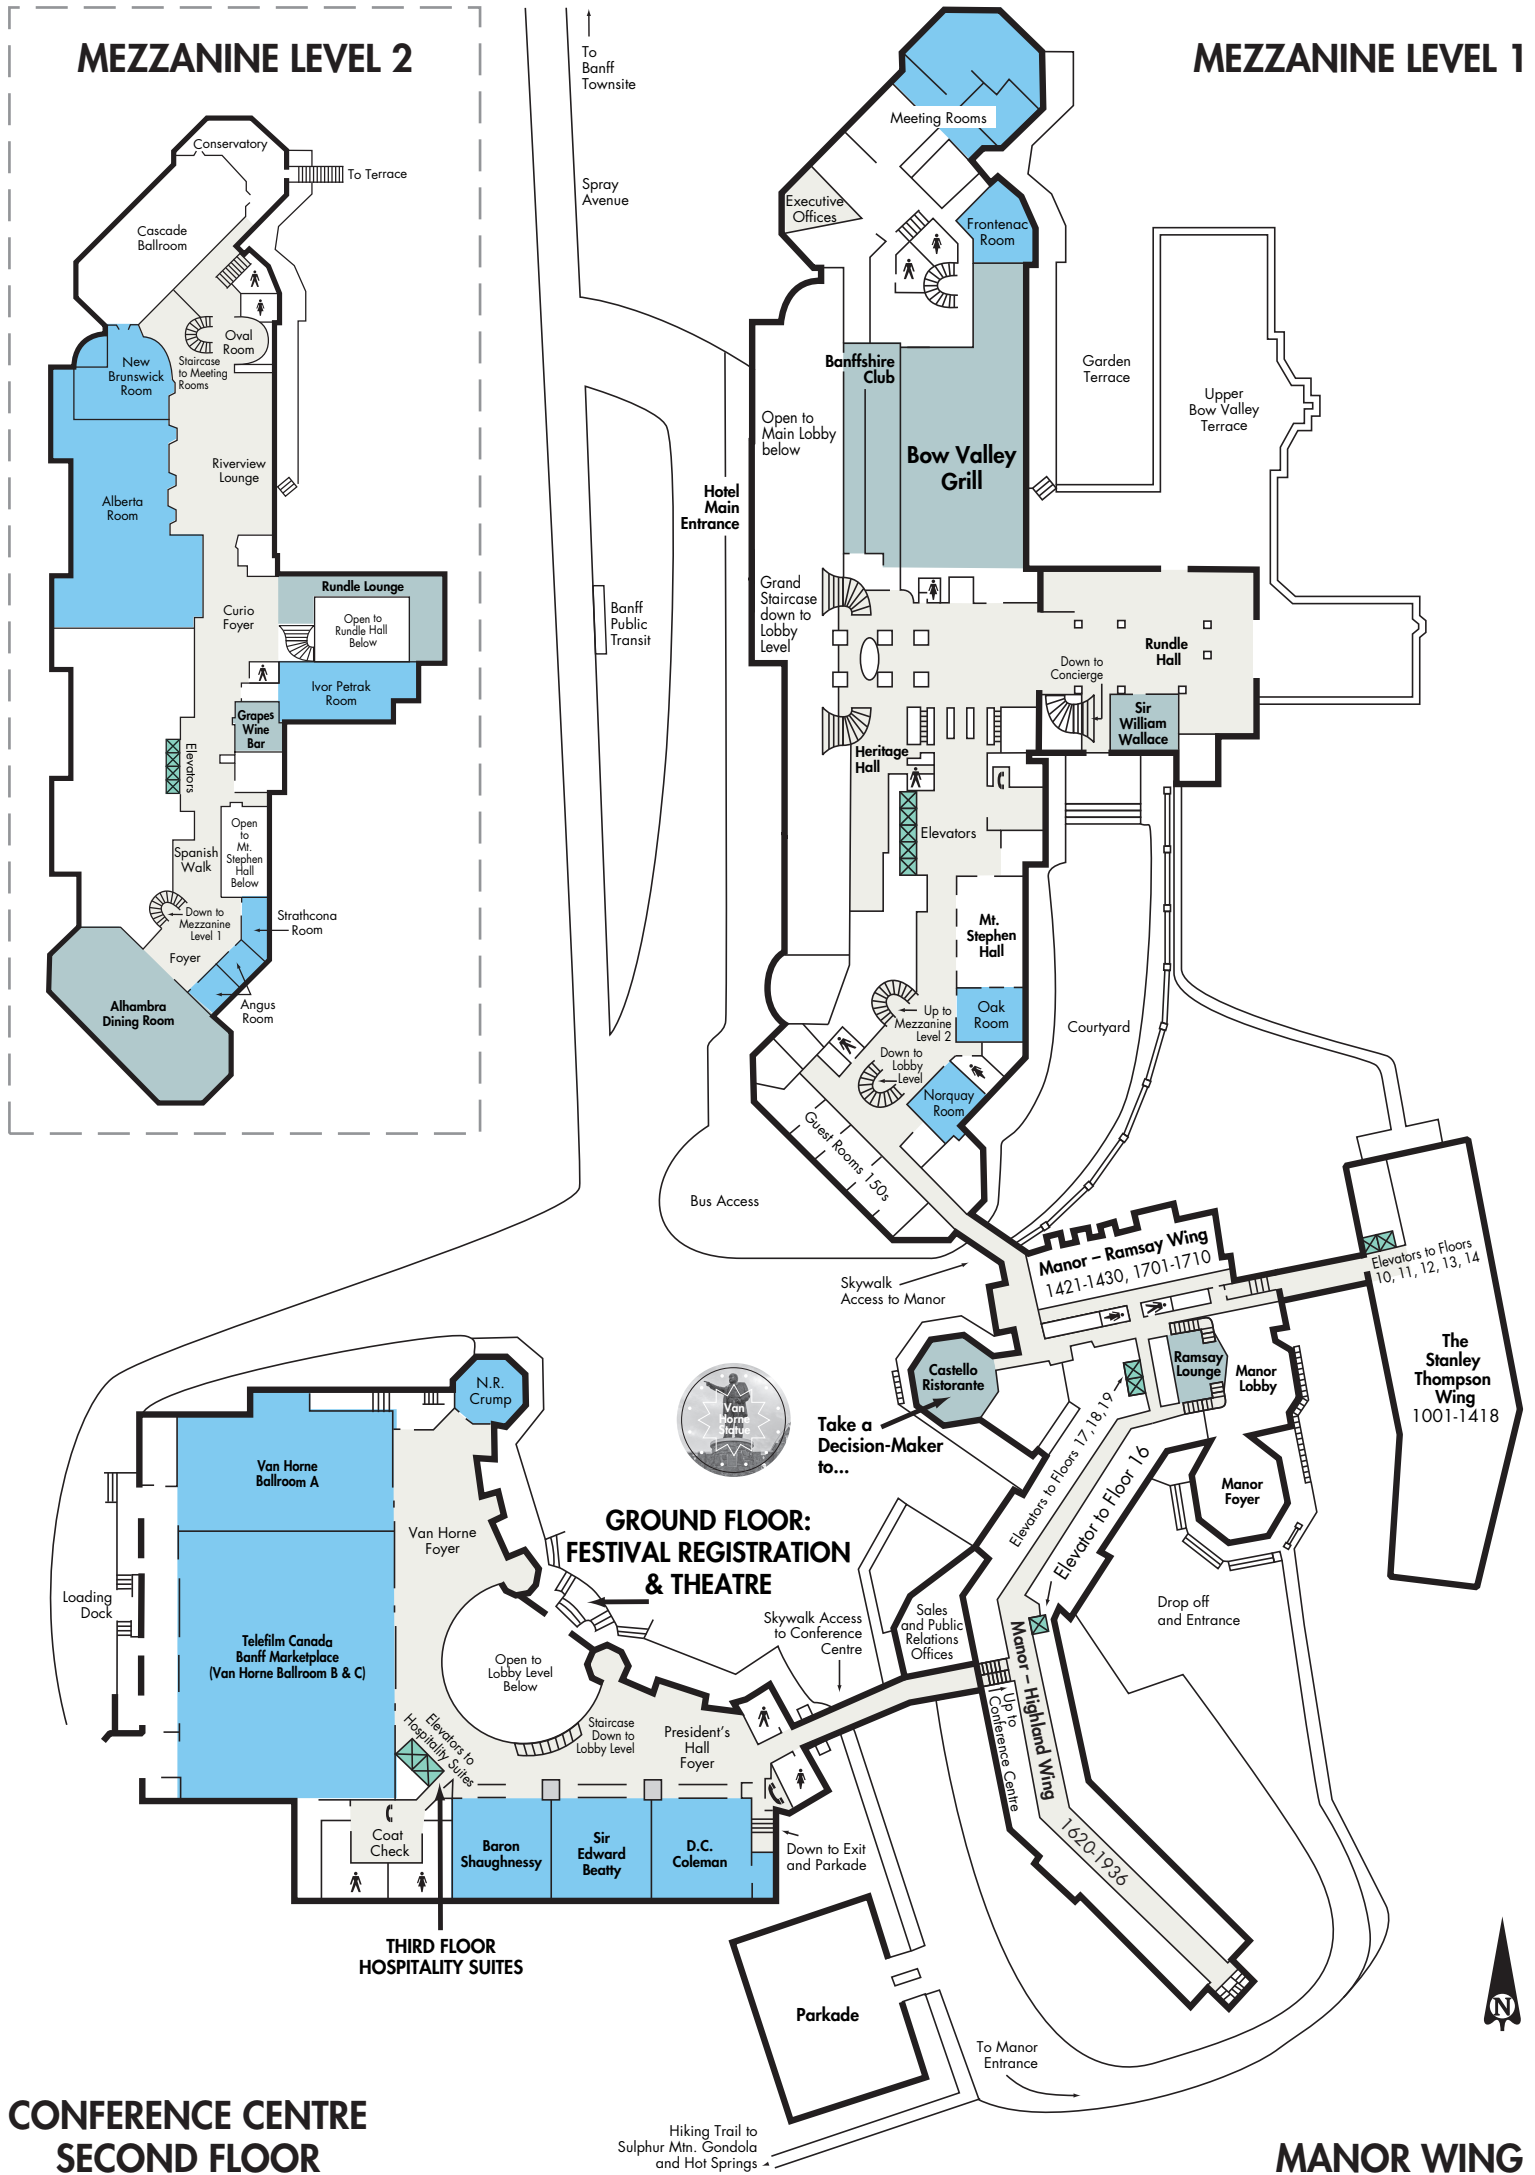 MEZZANINE LEVEL 2
Conservatory
To Terrace
Cascade
Ballroom
Oval
Room
New
Brunswick
Room
Staircase
to Meeting
Rooms
Riverview
Lounge
Alberta
Room
Rundle Lounge
Curio
Foyer
Open to
Rundle Hall
Below
Ivor Petrak
Room
Grapes
Wine
Bar
Elevators
Open
to
Mt.
Stephen
Hall
Below
Spanish
Walk
Down to
Mezzanine
Level 1
Strathcona
Room
Foyer
Angus
Room
Alhambra
Dining Room
To
Banff
Townsite
Spray
Avenue
Banff
Public
Transit
Hotel
Main
Entrance
Bus Access
MEZZANINE LEVEL 1
Meeting Rooms
Executive
Offices
Frontenac
Room
Banffshire
Club
Open to
Main Lobby
below
Bow Valley
Grill
Garden
Terrace
Upper
Bow Valley
Terrace
Grand
Staircase
down to
Lobby
Level
Rundle
Hall
Down to
Concierge
Sir
William
Wallace
Heritage
Hall
Elevators
Mt.
Stephen
Hall
Oak
Room
Up to
Mezzanine
Level 2
Courtyard
Down to
Lobby
Level
Norquay
Room
Guest Rooms 150s
Skywalk
Access to Manor
Manor – Ramsay Wing
1421-1430, 1701-1710
Elevators to Floors
10, 11, 12, 13, 14
The
Stanley
Thompson
Wing
1001-1418
Castello
Ristorante
Ramsay
Lounge
Manor
Lobby
Take a
Decision-Maker
to...
Elevators to Floors 17, 18, 19
Elevator to Floor 16
Manor
Foyer
Drop off
and Entrance
Van
Horne
Statue
N.R.
Crump
Van Horne
Ballroom A
Van Horne
Foyer
GROUND FLOOR:
FESTIVAL REGISTRATION
& THEATRE
Loading
Dock
Telefilm Canada
Banff Marketplace
(Van Horne Ballroom B & C)
Open to
Lobby Level
Below
Skywalk Access
to Conference
Centre
Sales
and Public
Relations
Offices
Manor – Highland Wing
Up to
Conference Centre
1620-1936
Elevators to
Hospitality Suites
Staircase
Down to
Lobby Level
President's
Hall
Foyer
Coat
Check
Baron
Shaughnessy
Sir
Edward
Beatty
D.C.
Coleman
Down to Exit
and Parkade
THIRD FLOOR
HOSPITALITY SUITES
Parkade
To Manor
Entrance
N
Hiking Trail to
Sulphur Mtn. Gondola
and Hot Springs
CONFERENCE CENTRE
SECOND FLOOR
MANOR WING